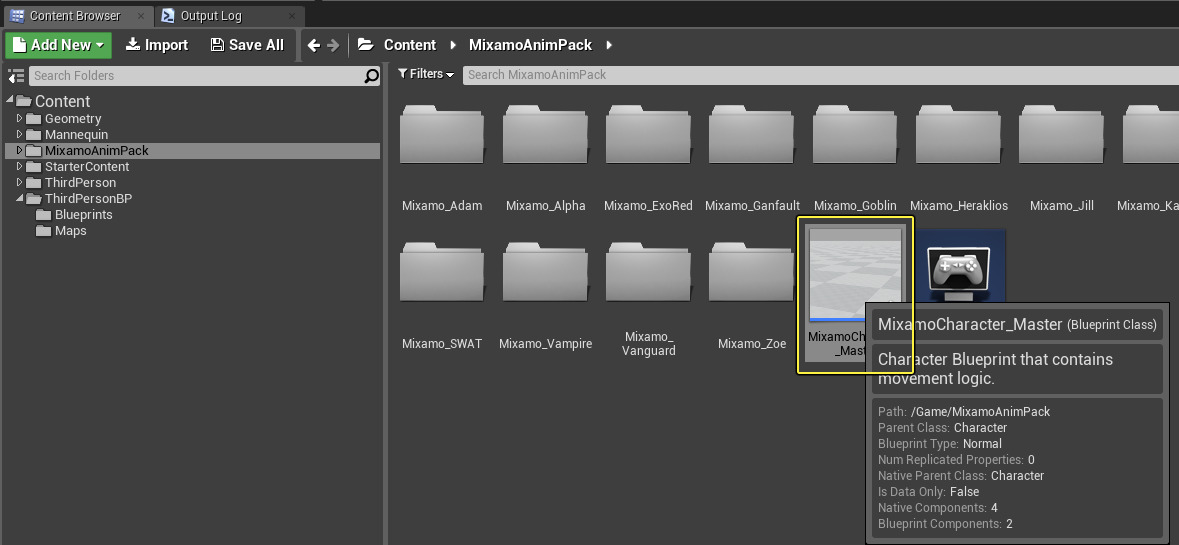 Content Browser
Output Log
Add New
Import
Save All
Content
MixamoAnimPack
Search Folders
Filters
Search MixamoAnimPack
Content
Geometry
Mannequin
MixamoAnimPack
StarterContent
ThirdPerson
ThirdPersonBP
Blueprints
Maps
Mixamo_Adam
Mixamo_Alpha
Mixamo_ExoRed
Mixamo_Ganfault
Mixamo_Goblin
Mixamo_Heraklios
Mixamo_Jill
Mixamo_Ka
Mixamo_SWAT
Mixamo_Vampire
Mixamo_
Vanguard
Mixamo_Zoe
MixamoCh
_Mast
MixamoCharacter_Master (Blueprint Class)
Character Blueprint that contains
movement logic.
Path: /Game/MixamoAnimPack
Parent Class: Character
Blueprint Type: Normal
Num Replicated Properties: 0
Native Parent Class: Character
Is Data Only: False
Native Components: 4
Blueprint Components: 2